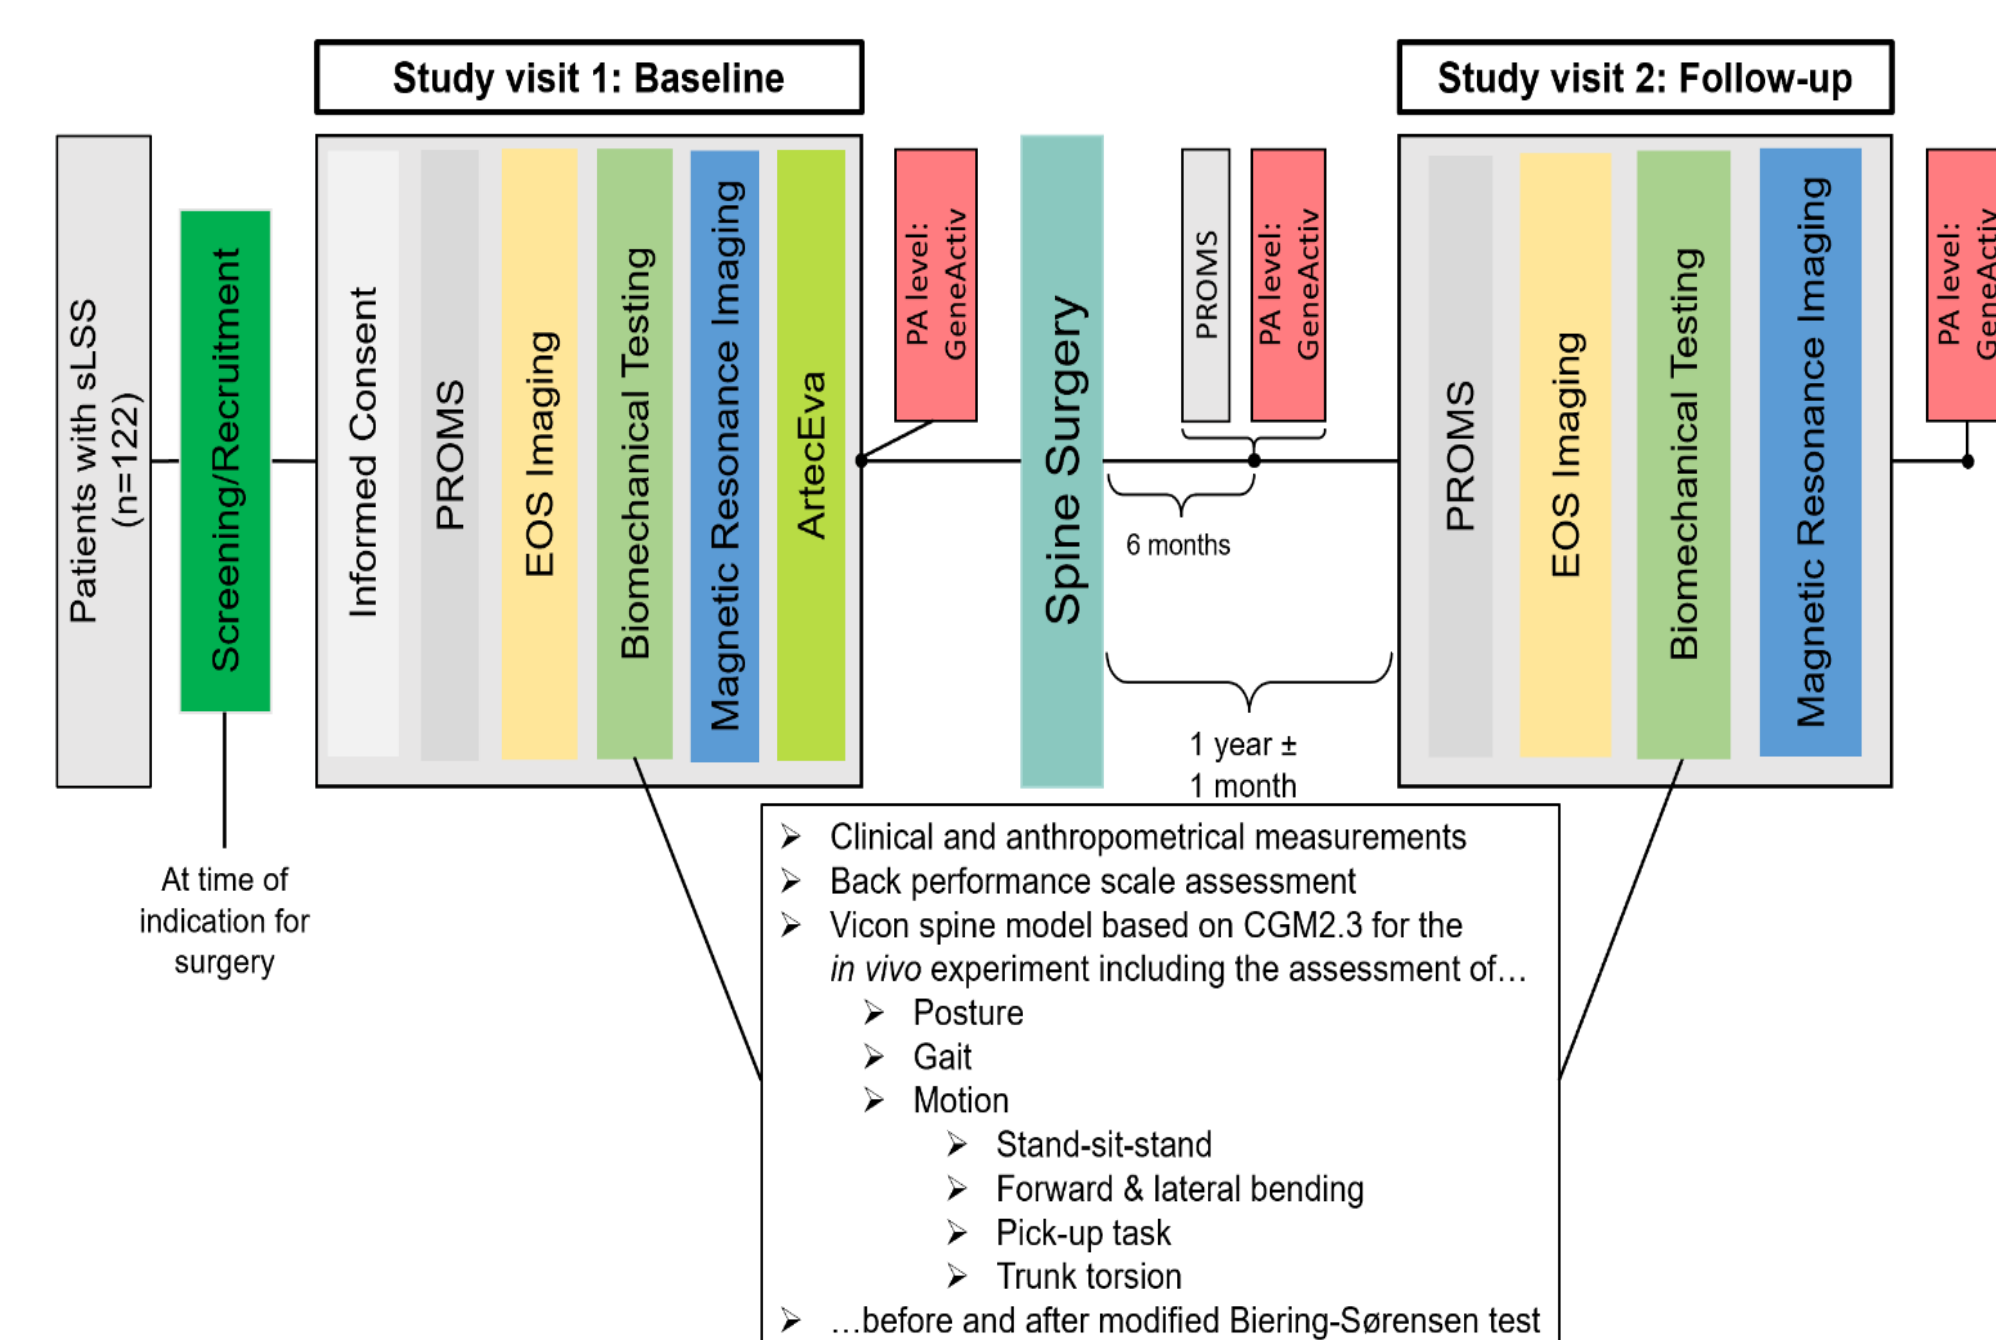 Study visit 1: Baseline
Study visit 2: Follow-up
Patients with sLSS
(n=122)
Screening/Recruitment
At time of
indication for
surgery
Informed Consent
PROMS
EOS Imaging
Biomechanical Testing
Magnetic Resonance Imaging
ArtecEva
PA level:
GeneActiv
Spine Surgery
PROMS
PA level:
GeneActiv
6 months
1 year ±
1 month
PROMS
EOS Imaging
Biomechanical Testing
Magnetic Resonance Imaging
PA level:
GeneActiv
➢ Clinical and anthropometrical measurements
➢ Back performance scale assessment
➢ Vicon spine model based on CGM2.3 for the
in vivo experiment including the assessment of…
➢ Posture
➢ Gait
➢ Motion
➢ Stand-sit-stand
➢ Forward & lateral bending
➢ Pick-up task
➢ Trunk torsion
➢ …before and after modified Biering-Sørensen test